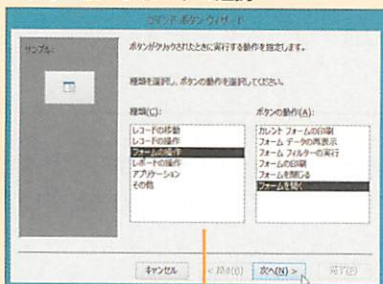 コマンド ボタン ウィザード
サンプル:
ボタンがクリックされたときに実行する動作を指定します。
種類を選択し、ボタンの動作を選択してください。
種類(C):
レコードの移動
レコードの操作
フォームの操作
レポートの操作
アプリケーション
その他
ボタンの動作(A):
カレント フォームの印刷
フォーム データの再表示
フォーム フィルターの実行
フォームの印刷
フォームを閉じる
フォームを開く
キャンセル
< 戻る(B)
次へ(N) >
完了(F)